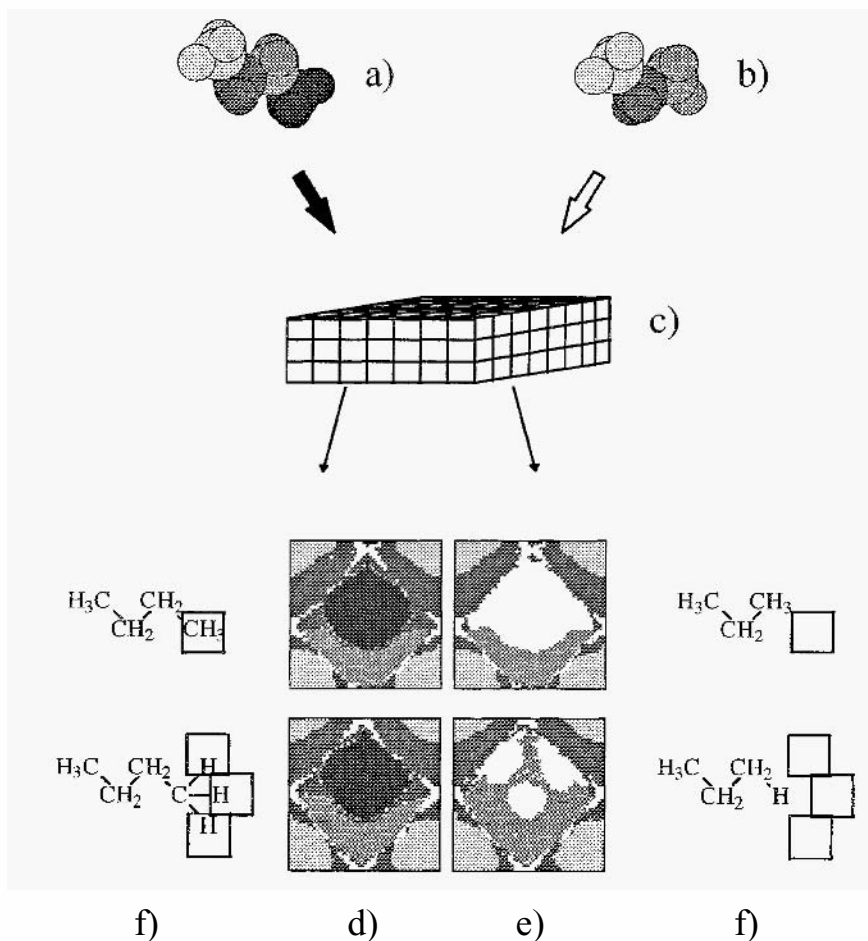 a)
b)
c)
H₃C CH₂
CH₂ CH₃
H₃C CH₃
CH₂
H₃C CH₂ H
CH₂ C H
H
H₃C CH₂
CH₂ H
f) d) e) f)